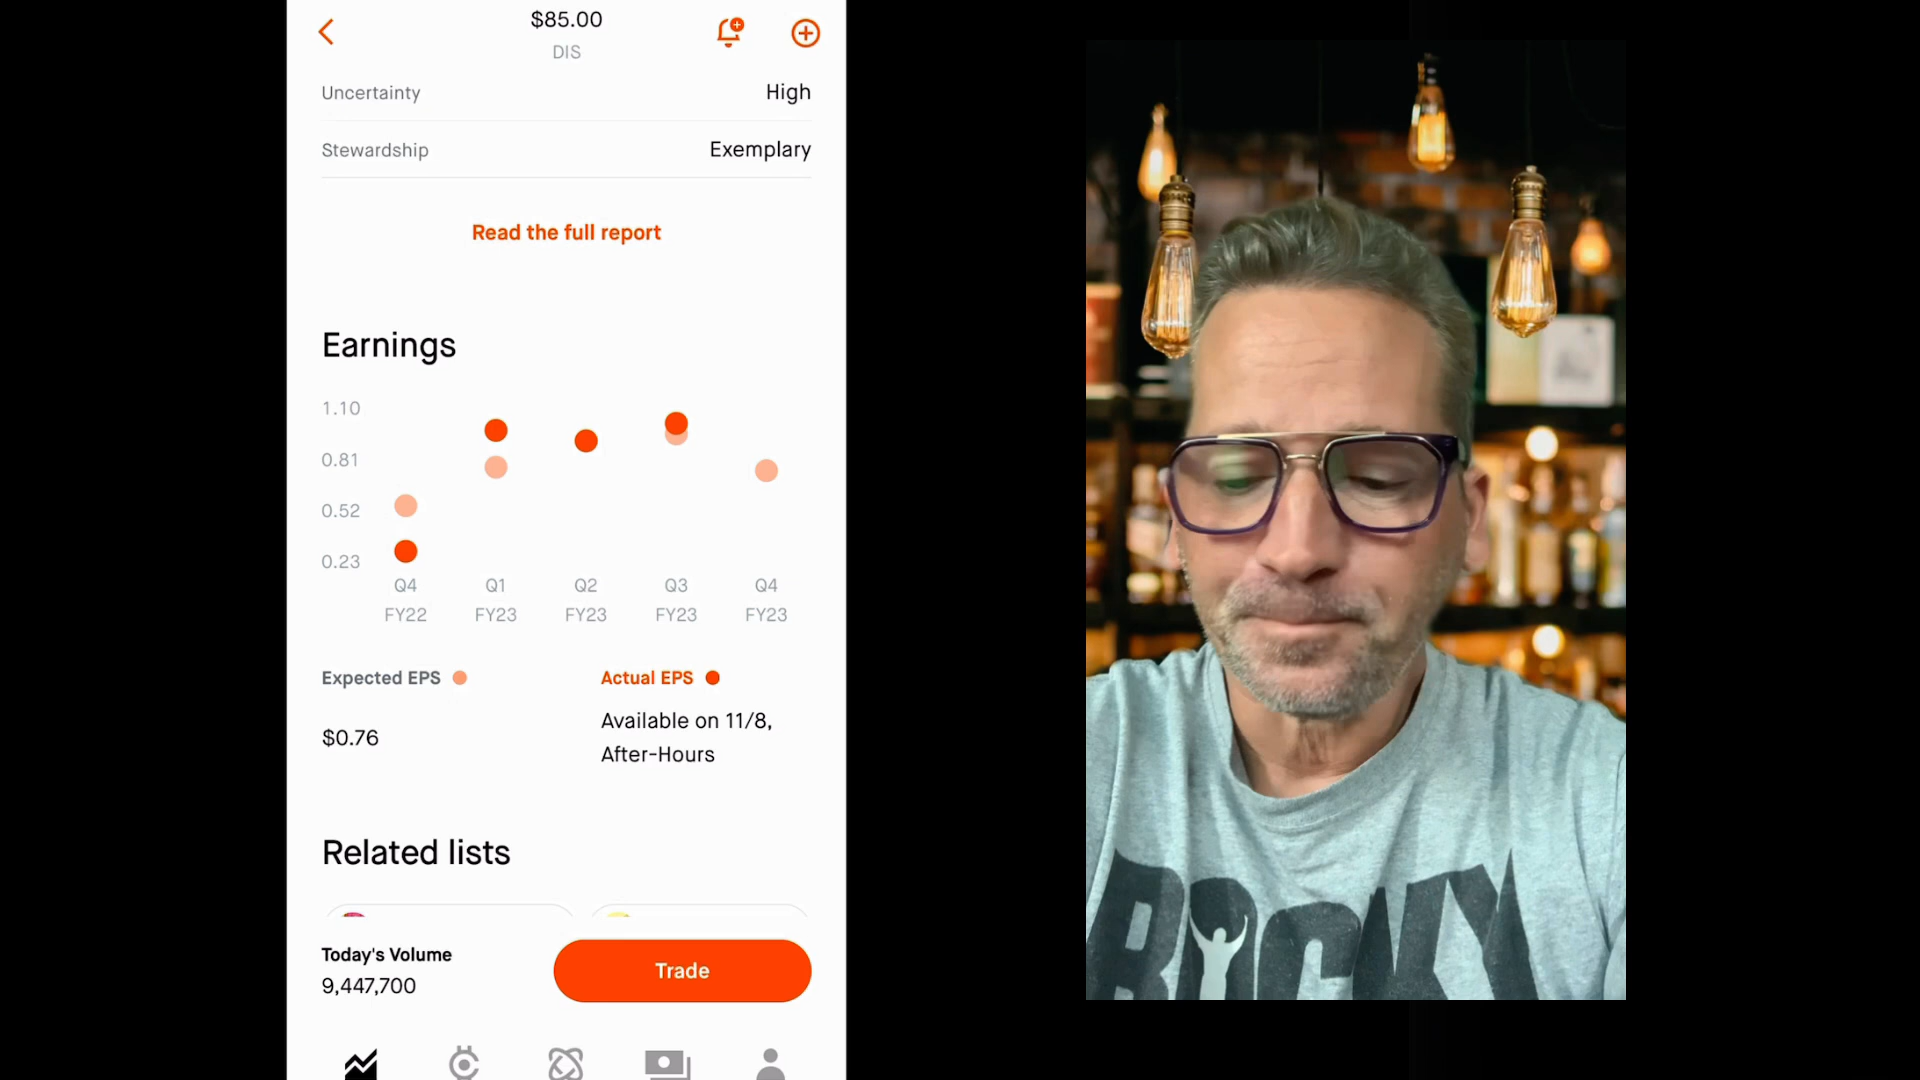 $85.00
DIS
Uncertainty High
Stewardship Exemplary
Read the full report
Earnings
1.10
0.81
0.52
0.23
Q4 Q1 Q2 Q3 Q4
FY22 FY23 FY23 FY23 FY23
Expected EPS Actual EPS
$0.76 Available on 11/8,
After-Hours
Related lists
Today's Volume
9,447,700
Trade
ROCKY